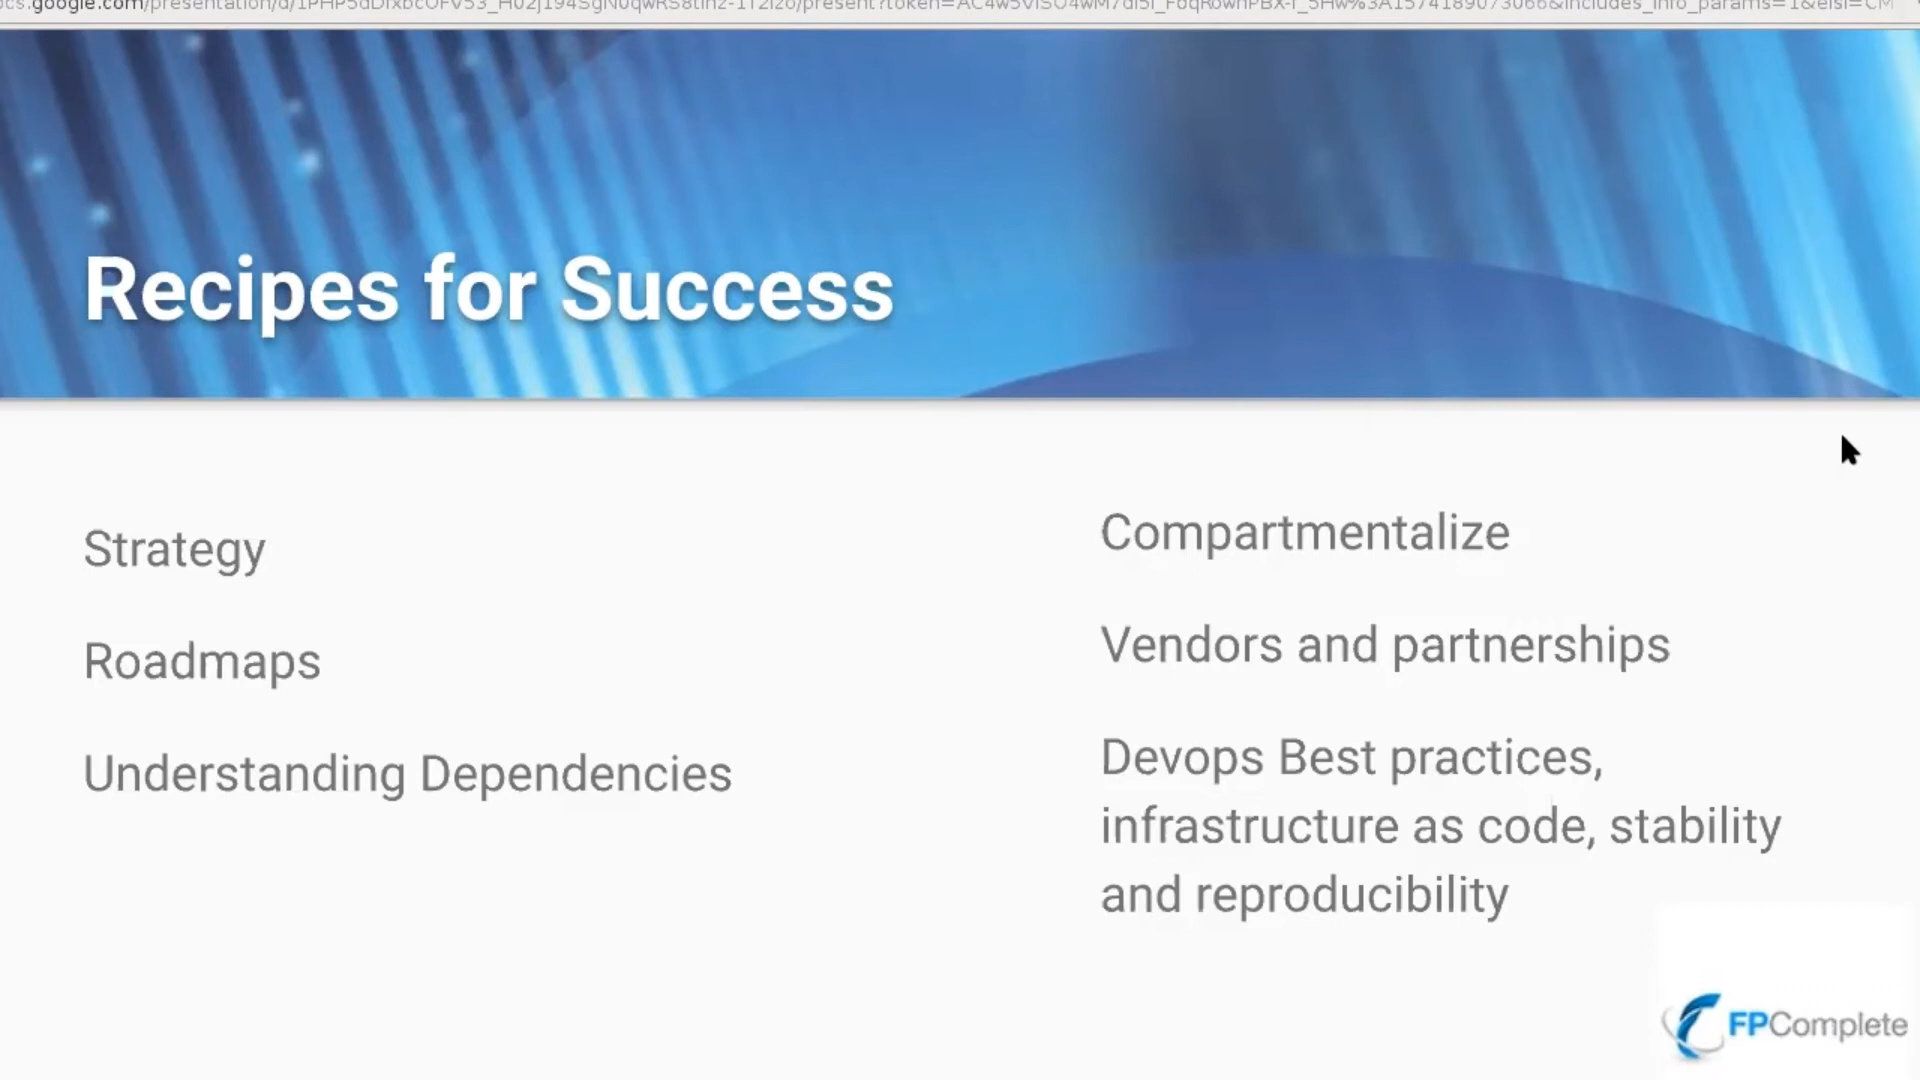 Recipes for Success
Strategy
Roadmaps
Understanding Dependencies
Compartmentalize
Vendors and partnerships
Devops Best practices,
infrastructure as code, stability
and reproducibility
FPComplete